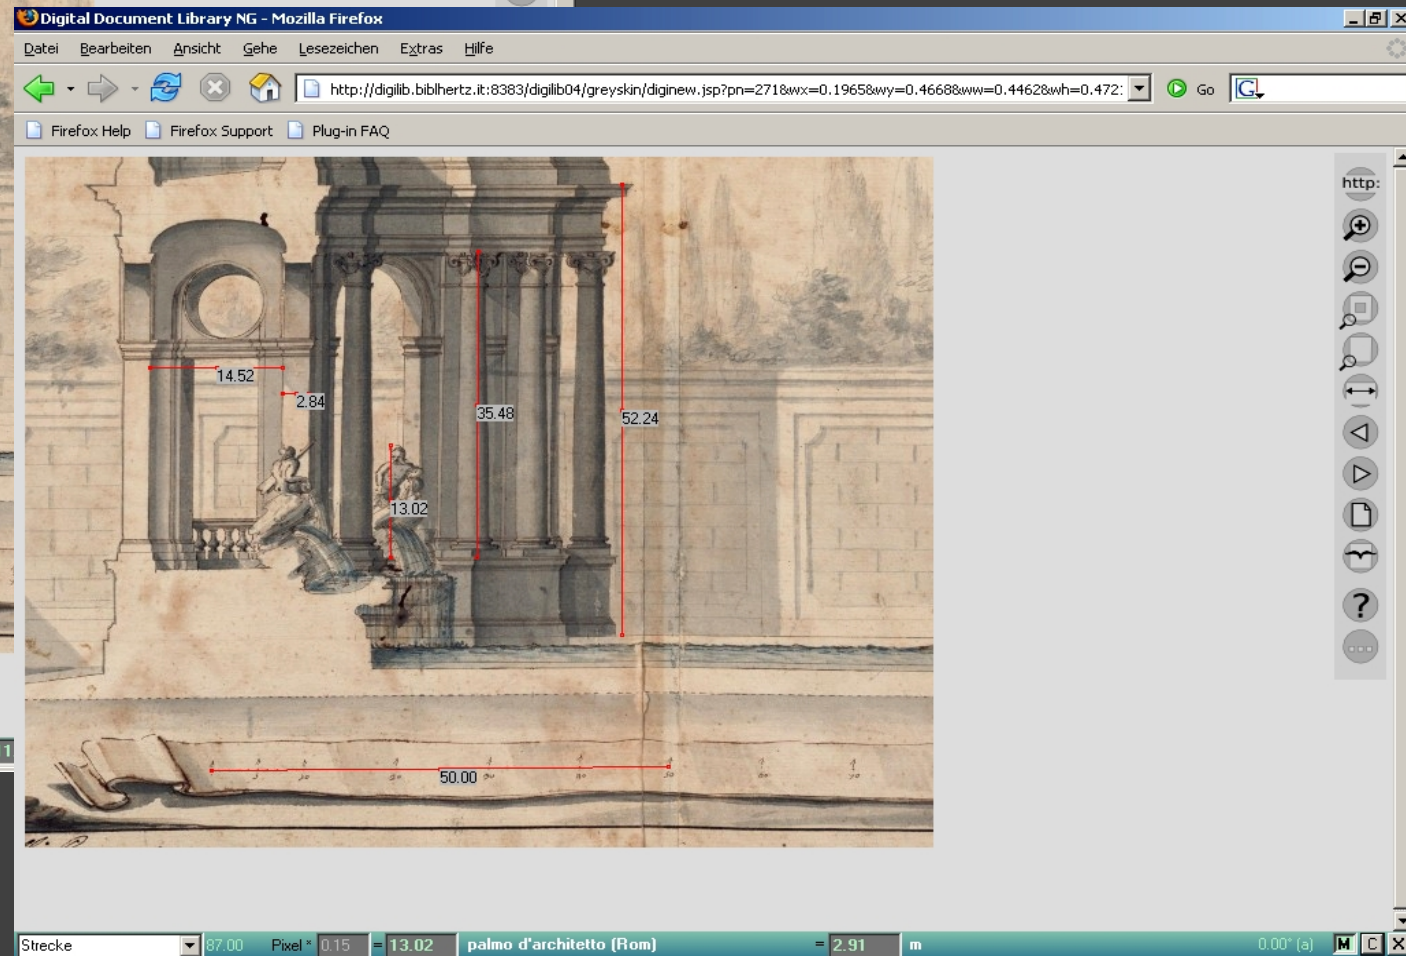 Digital Document Library NG - Mozilla Firefox
Datei Bearbeiten Ansicht Gehe Lesezeichen Extras Hilfe
http://digilib.biblhertz.it:8383/digilib04/greyskin/diginew.jsp?pn=271&wx=0.1965&wy=0.4668&ww=0.4462&wh=0.472: Go G
Firefox Help Firefox Support Plug-in FAQ
http:
14.52
2.84
35.48
52.24
13.02
?
50.00
11
Strecke 87.00 Pixel * 0.15 = 13.02 palmo d'architetto (Rom) = 2.91 m 0.00° (a) M C X